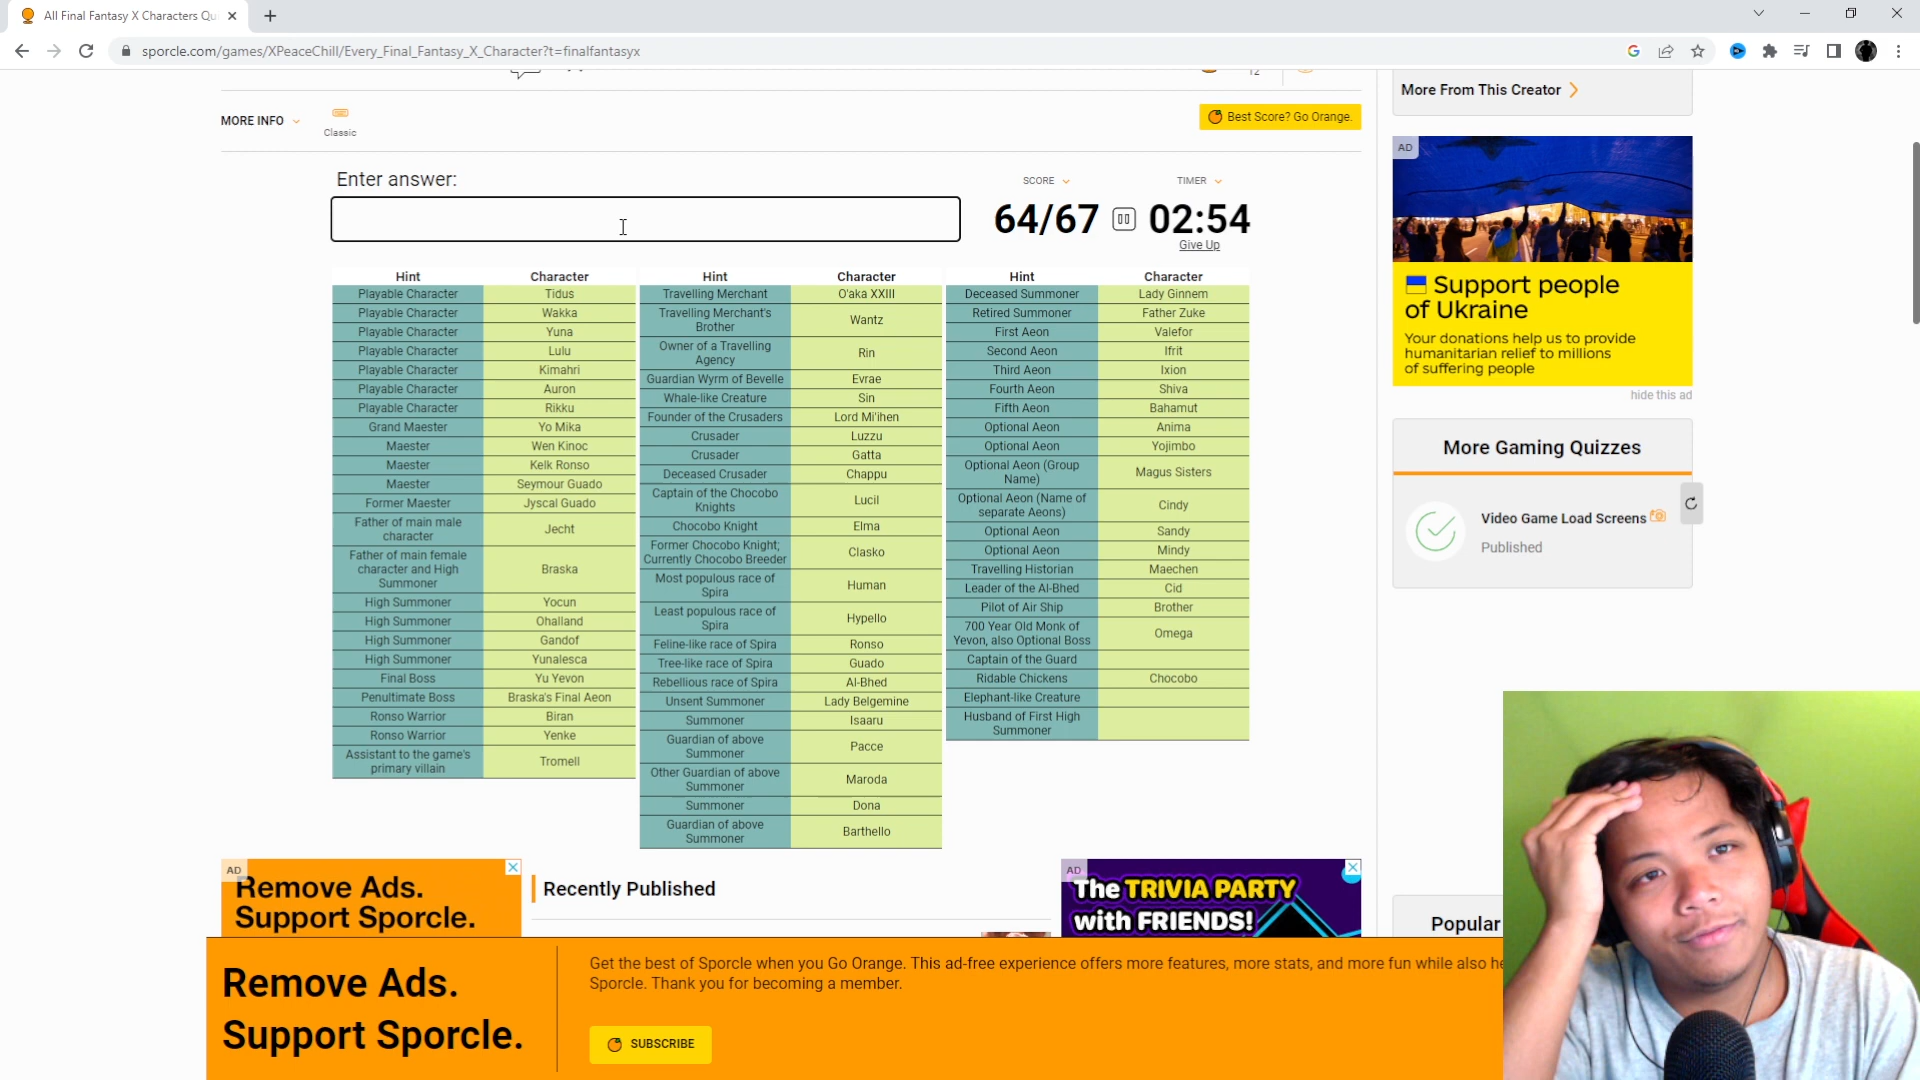 All Final Fantasy X Characters Qu
sporcle.com/games/XPeaceChill/Every_Final_Fantasy_X_Character?t=finalfantasyx
12
More From This Creator
MORE INFO
Classic
Best Score? Go Orange.
Enter answer:
SCORE
TIMER
64/67
02:54
Give Up
Hint Character
Playable Character Tidus
Playable Character Wakka
Playable Character Yuna
Playable Character Lulu
Playable Character Kimahri
Playable Character Auron
Playable Character Rikku
Grand Maester Yo Mika
Maester Wen Kinoc
Maester Kelk Ronso
Maester Seymour Guado
Former Maester Jyscal Guado
Father of main male
character
Jecht
Father of main female
character and High
Summoner
Braska
High Summoner Yocun
High Summoner Ohalland
High Summoner Gandof
High Summoner Yunalesca
Final Boss Yu Yevon
Penultimate Boss Braska's Final Aeon
Ronso Warrior Biran
Ronso Warrior Yenke
Assistant to the game's
primary villain
Tromell
Hint Character
Travelling Merchant O'aka XXIII
Travelling Merchant's
Brother
Wantz
Owner of a Travelling
Agency
Rin
Guardian Wyrm of Bevelle Evrae
Whale-like Creature Sin
Founder of the Crusaders Lord Mi'ihen
Crusader Luzzu
Crusader Gatta
Deceased Crusader Chappu
Captain of the Chocobo
Knights
Lucil
Chocobo Knight Elma
Former Chocobo Knight;
Currently Chocobo Breeder
Clasko
Most populous race of
Spira
Human
Least populous race of
Spira
Hypello
Feline-like race of Spira Ronso
Tree-like race of Spira Guado
Rebellious race of Spira Al-Bhed
Unsent Summoner Lady Belgemine
Summoner Isaaru
Guardian of above
Summoner
Pacce
Other Guardian of above
Summoner
Maroda
Summoner Dona
Guardian of above
Summoner
Barthello
Hint Character
Deceased Summoner Lady Ginnem
Retired Summoner Father Zuke
First Aeon Valefor
Second Aeon Ifrit
Third Aeon Ixion
Fourth Aeon Shiva
Fifth Aeon Bahamut
Optional Aeon Anima
Optional Aeon Yojimbo
Optional Aeon (Group
Name)
Magus Sisters
Optional Aeon (Name of
separate Aeons)
Cindy
Optional Aeon Sandy
Optional Aeon Mindy
Travelling Historian Maechen
Leader of the Al-Bhed Cid
Pilot of Air Ship Brother
700 Year Old Monk of
Yevon, also Optional Boss
Omega
Captain of the Guard
Ridable Chickens Chocobo
Elephant-like Creature
Husband of First High
Summoner
AD
Support people
of Ukraine
Your donations help us to provide
humanitarian relief to millions
of suffering people
hide this ad
More Gaming Quizzes
Video Game Load Screens
Published
Popular
AD
Remove Ads.
Support Sporcle.
Recently Published
AD
The TRIVIA PARTY
with FRIENDS!
Remove Ads.
Support Sporcle.
Get the best of Sporcle when you Go Orange. This ad-free experience offers more features, more stats, and more fun while also he
Sporcle. Thank you for becoming a member.
SUBSCRIBE